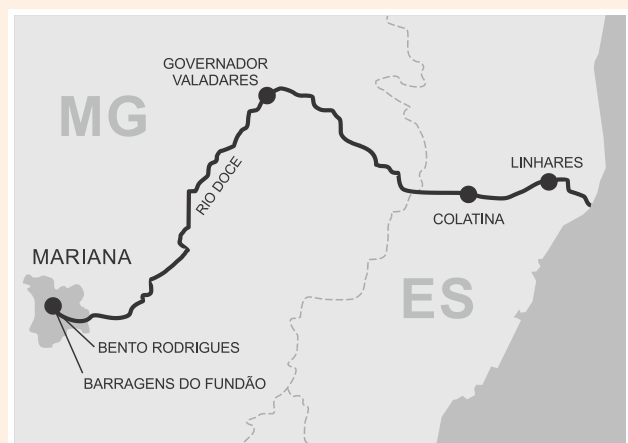 GOVERNADOR
VALADARES
MG
RIO DOCE
LINHARES
COLATINA
MARIANA
ES
BENTO RODRIGUES
BARRAGENS DO FUNDÃO